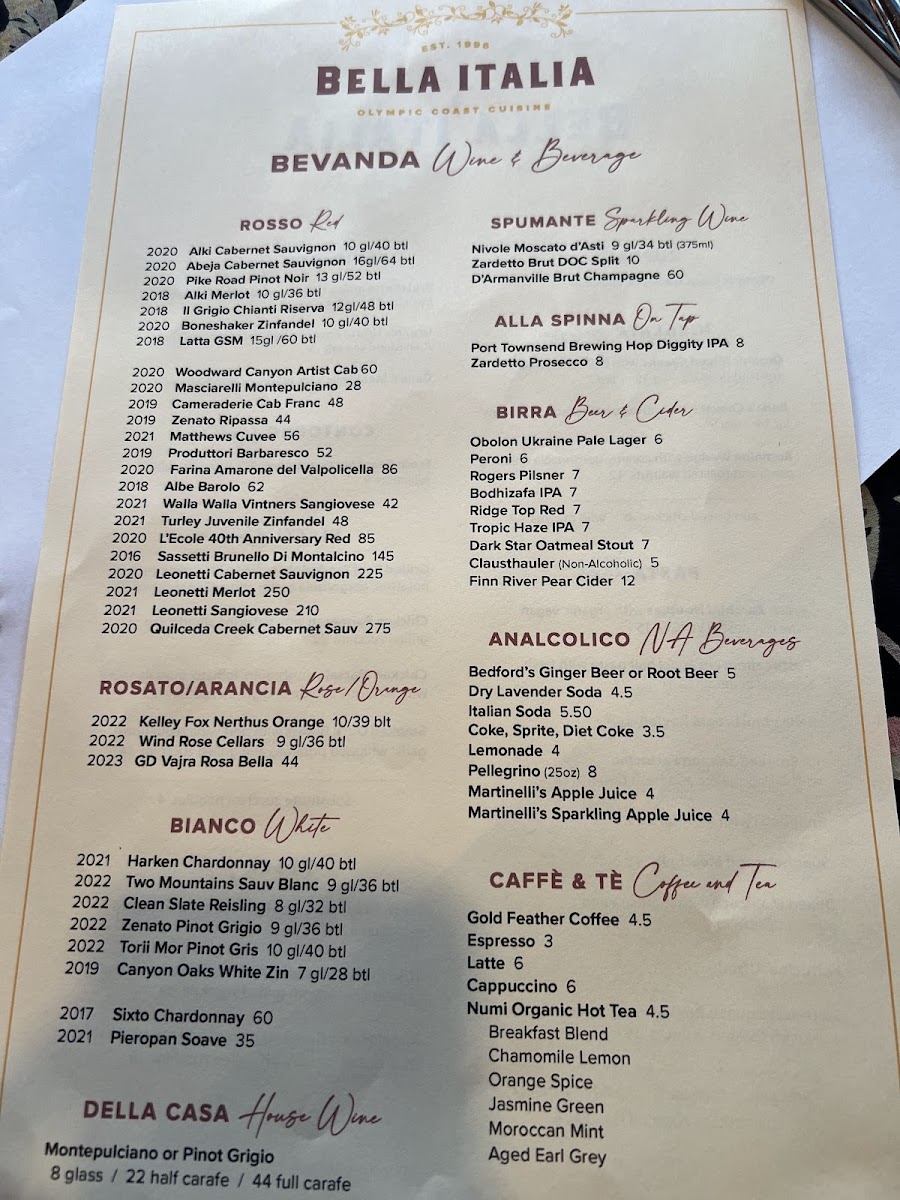 EST. 1996
BELLA ITALIA
OLYMPIC COAST CUISINE
BEVANDA Wine & Beverage
ROSSO Red
2020 Alki Cabernet Sauvignon 10 gl/40 btl
2020 Abeja Cabernet Sauvignon 16gl/64 btl
2020 Pike Road Pinot Noir 13 gl/52 btl
2018 Alki Merlot 10 gl/36 btl
2018 Il Grigio Chianti Riserva 12gl/48 btl
2020 Boneshaker Zinfandel 10 gl/40 btl
2018 Latta GSM 15gl /60 btl
2020 Woodward Canyon Artist Cab 60
2020 Masciarelli Montepulciano 28
2019 Cameraderie Cab Franc 48
2019 Zenato Ripassa 44
2021 Matthews Cuvee 56
2019 Produttori Barbaresco 52
2020 Farina Amarone del Valpolicella 86
2018 Albe Barolo 62
2021 Walla Walla Vintners Sangiovese 42
2021 Turley Juvenile Zinfandel 48
2020 L'Ecole 40th Anniversary Red 85
2016 Sassetti Brunello Di Montalcino 145
2020 Leonetti Cabernet Sauvignon 225
2021 Leonetti Merlot 250
2021 Leonetti Sangiovese 210
2020 Quilceda Creek Cabernet Sauv 275
ROSATO/ARANCIA Rose/Orange
2022 Kelley Fox Nerthus Orange 10/39 blt
2022 Wind Rose Cellars 9 gl/36 btl
2023 GD Vajra Rosa Bella 44
BIANCO White
2021 Harken Chardonnay 10 gl/40 btl
2022 Two Mountains Sauv Blanc 9 gl/36 btl
2022 Clean Slate Reisling 8 gl/32 btl
2022 Zenato Pinot Grigio 9 gl/36 btl
2022 Torii Mor Pinot Gris 10 gl/40 btl
2019 Canyon Oaks White Zin 7 gl/28 btl
2017 Sixto Chardonnay 60
2021 Pieropan Soave 35
DELLA CASA House Wine
Montepulciano or Pinot Grigio
8 glass / 22 half carafe / 44 full carafe
SPUMANTE Sparkling Wine
Nivole Moscato d'Asti 9 gl/34 btl (375ml)
Zardetto Brut DOC Split 10
D'Armanville Brut Champagne 60
ALLA SPINNA On Tap
Port Townsend Brewing Hop Diggity IPA 8
Zardetto Prosecco 8
BIRRA Beer & Cider
Obolon Ukraine Pale Lager 6
Peroni 6
Rogers Pilsner 7
Bodhizafa IPA 7
Ridge Top Red 7
Tropic Haze IPA 7
Dark Star Oatmeal Stout 7
Clausthauler (Non-Alcoholic) 5
Finn River Pear Cider 12
ANALCOLICO NA Beverages
Bedford's Ginger Beer or Root Beer 5
Dry Lavender Soda 4.5
Italian Soda 5.50
Coke, Sprite, Diet Coke 3.5
Lemonade 4
Pellegrino (25oz) 8
Martinelli's Apple Juice 4
Martinelli's Sparkling Apple Juice 4
CAFFÈ & TÈ Coffee and Tea
Gold Feather Coffee 4.5
Espresso 3
Latte 6
Cappuccino 6
Numi Organic Hot Tea 4.5
Breakfast Blend
Chamomile Lemon
Orange Spice
Jasmine Green
Moroccan Mint
Aged Earl Grey